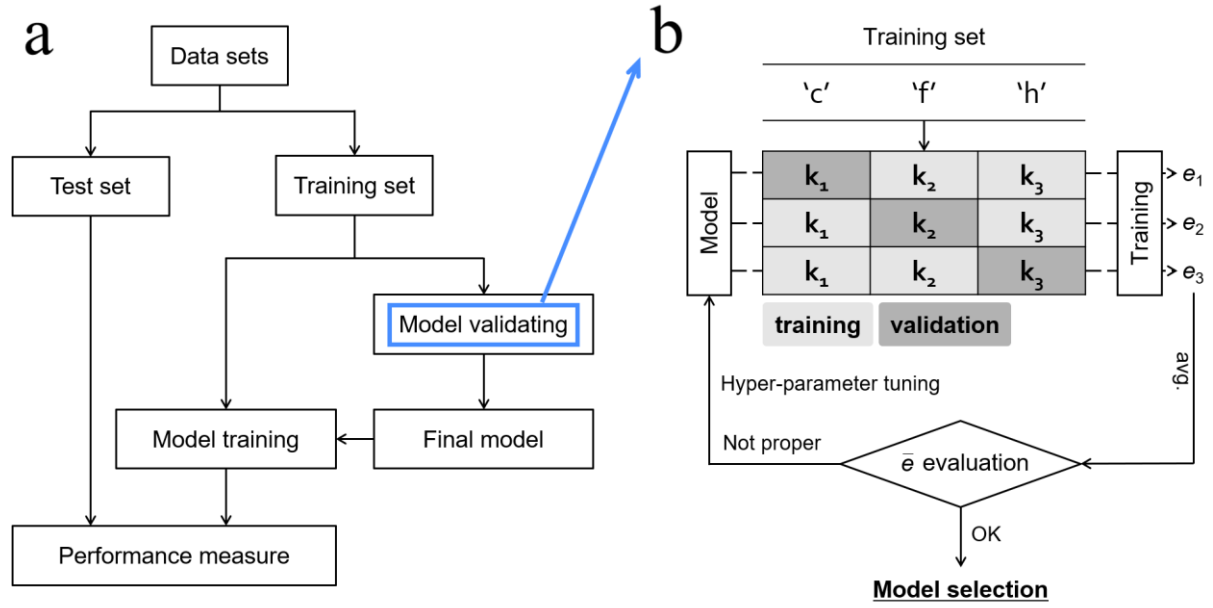 a
Data sets
Test set
Training set
Model validating
Model training
Final model
Performance measure
b
Training set
‘c’ ‘f’ ‘h’
Model
k₁ k₂ k₃
k₁ k₂ k₃
k₁ k₂ k₃
Training
e₁
e₂
e₃
training validation
avg.
Hyper-parameter tuning
Not proper
e̅ evaluation
OK
Model selection